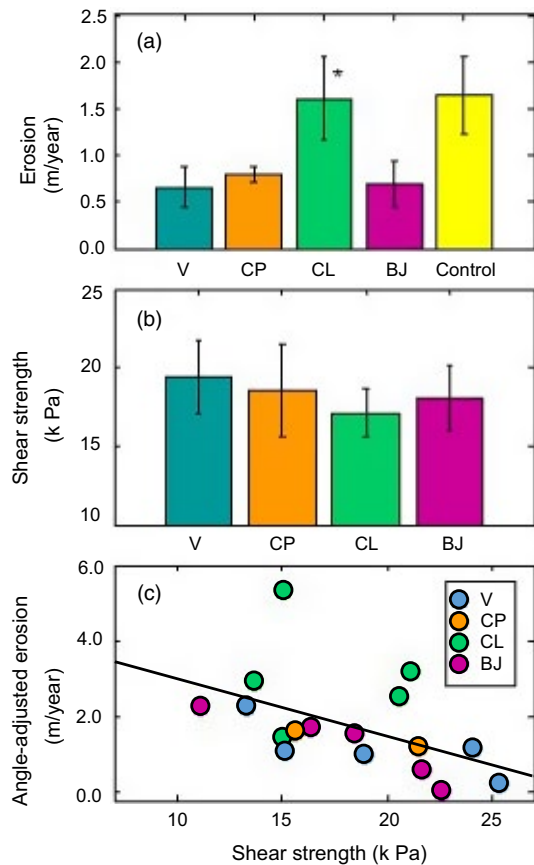 2.5
(a)
2.0
*
1.5
1.0
0.5
0.0
Erosion
(m/year)
V CP CL BJ Control
25
(b)
20
15
10
Shear strength
(k Pa)
V CP CL BJ
6.0
(c)
V
CP
CL
BJ
4.0
2.0
0.0
Angle-adjusted erosion
(m/year)
10 15 20 25
Shear strength (k Pa)